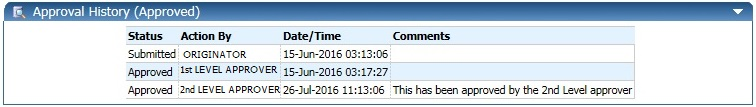 Approval History (Approved)
Status Action By Date/Time Comments
Submitted ORIGINATOR 15-Jun-2016 03:13:06
Approved 1st LEVEL APPROVER 15-Jun-2016 03:17:27
Approved 2nd LEVEL APPROVER 26-Jul-2016 11:13:06 This has been approved by the 2nd Level approver